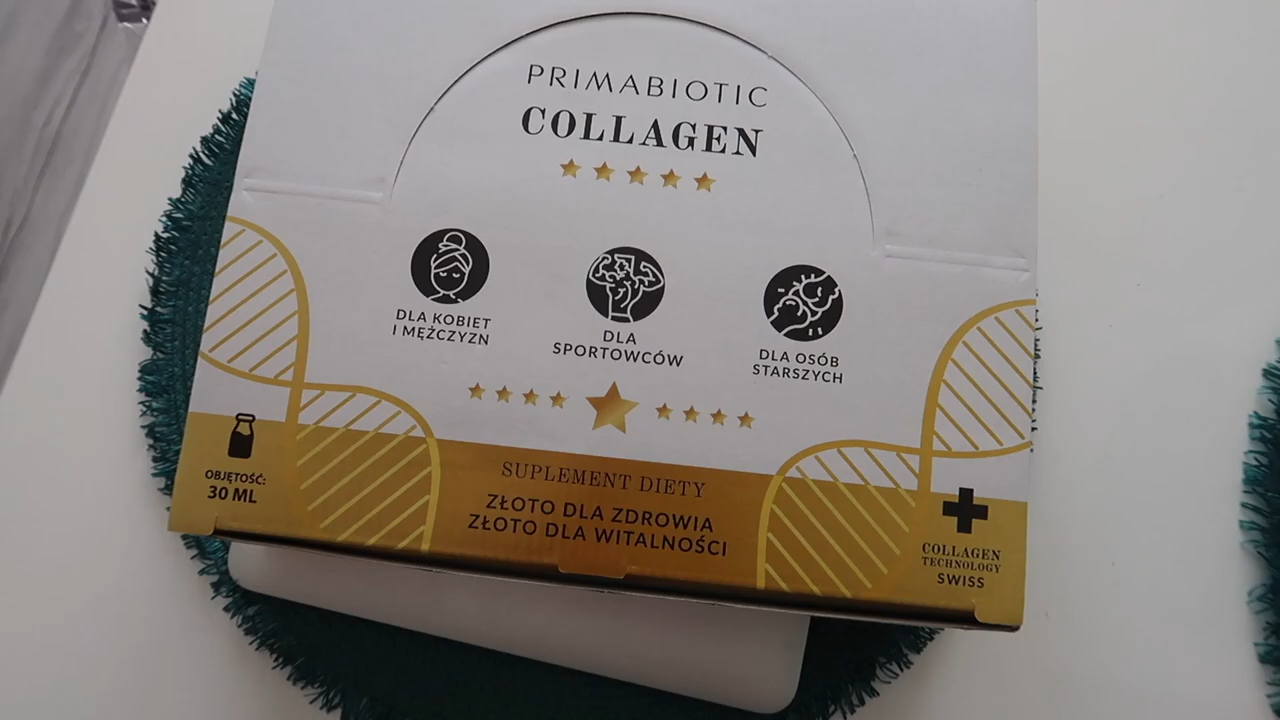 PRIMABIOTIC
COLLAGEN
DLA KOBIET
I MĘŻCZYZN
DLA
SPORTOWCÓW
DLA OSÓB
STARSZYCH
OBJĘTOŚĆ:
30 ML
SUPLEMENT DIETY
ZŁOTO DLA ZDROWIA
ZŁOTO DLA WITALNOŚCI
COLLAGEN
TECHNOLOGY
SWISS